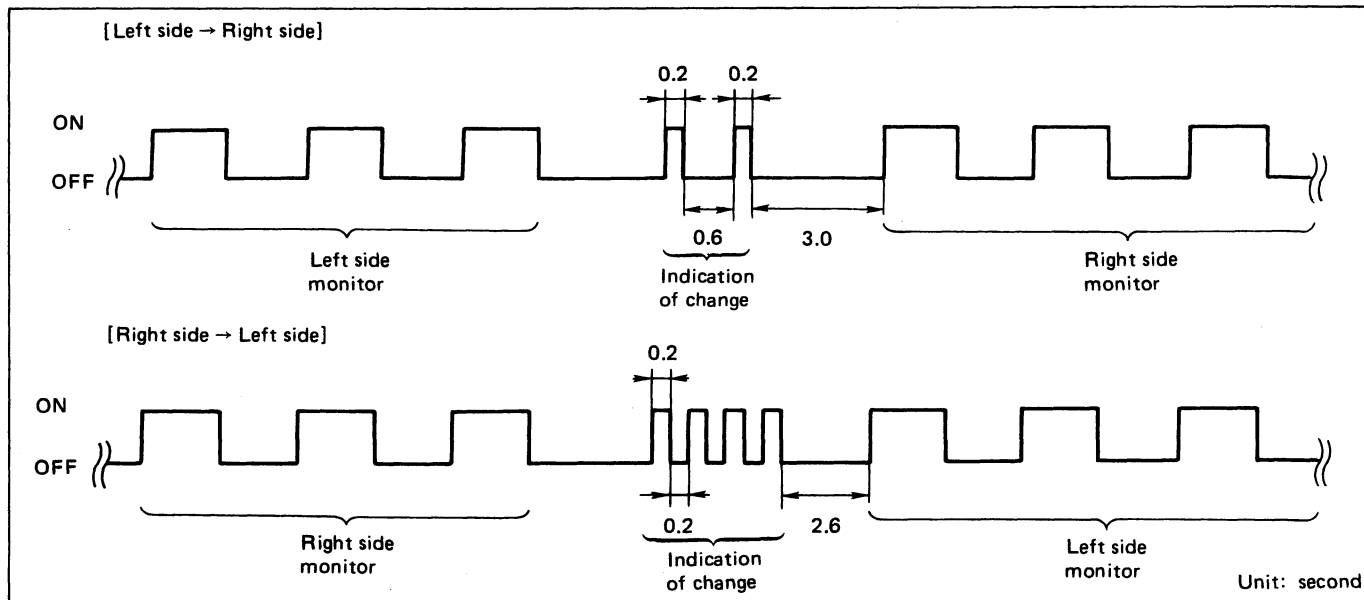 [Left side → Right side]
0.2 0.2
ON
OFF
0.6 3.0
Left side
monitor
Indication
of change
Right side
monitor
[Right side → Left side]
0.2
ON
OFF
0.2 2.6
Right side
monitor
Indication
of change
Left side
monitor
Unit: second